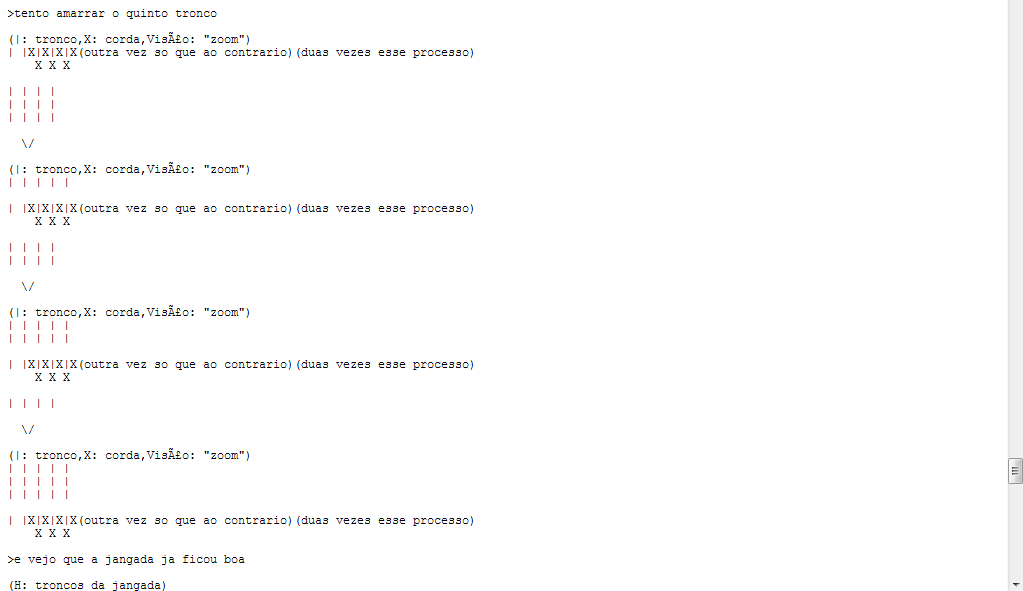 >tento amarrar o quinto tronco
(|: tronco,X: corda,VisÃ£o: "zoom")
| |X|X|X|X(outra vez so que ao contrario)(duas vezes esse processo)
X X X
| | | |
| | | |
| | | |
\/
(|: tronco,X: corda,VisÃ£o: "zoom")
| | | | |
| |X|X|X|X(outra vez so que ao contrario)(duas vezes esse processo)
X X X
| | | |
| | | |
\/
(|: tronco,X: corda,VisÃ£o: "zoom")
| | | | |
| | | | |
| |X|X|X|X(outra vez so que ao contrario)(duas vezes esse processo)
X X X
| | | |
\/
(|: tronco,X: corda,VisÃ£o: "zoom")
| | | | |
| | | | |
| | | | |
| |X|X|X|X(outra vez so que ao contrario)(duas vezes esse processo)
X X X
>e vejo que a jangada ja ficou boa
(H: troncos da jangada)